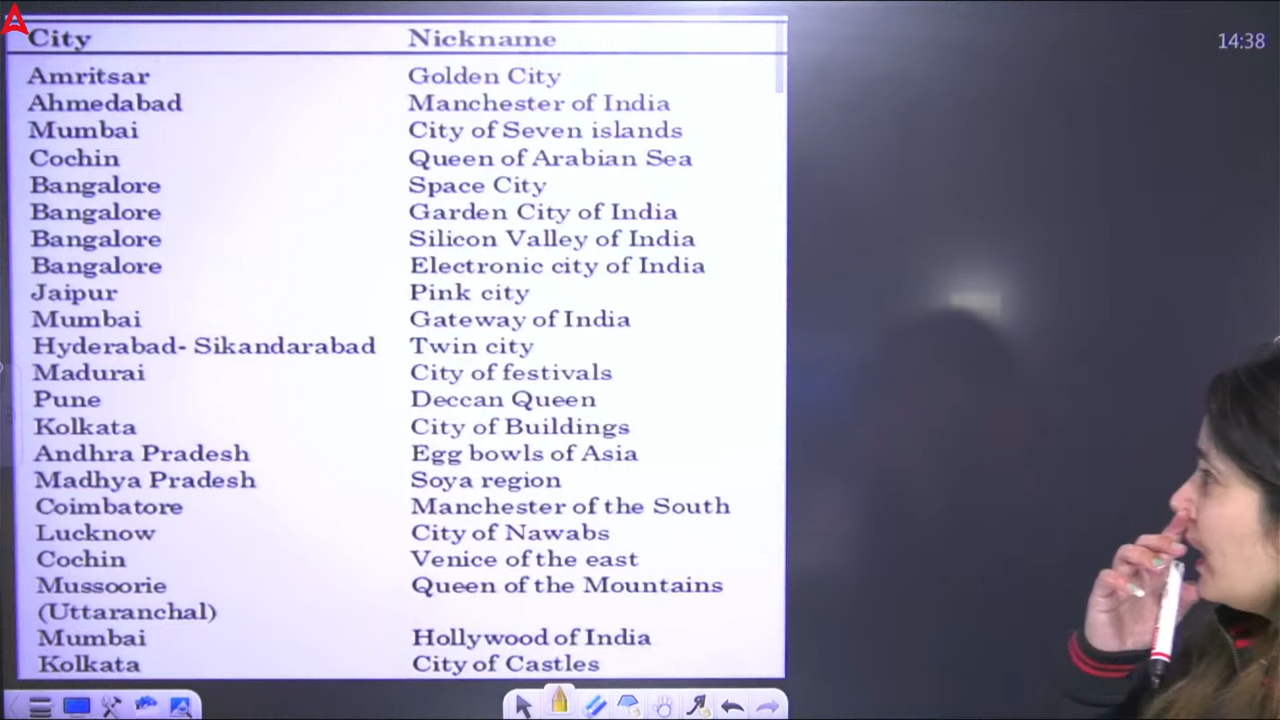 City Nickname
14:38
Amritsar Golden City
Ahmedabad Manchester of India
Mumbai City of Seven islands
Cochin Queen of Arabian Sea
Bangalore Space City
Bangalore Garden City of India
Bangalore Silicon Valley of India
Bangalore Electronic city of India
Jaipur Pink city
Mumbai Gateway of India
Hyderabad- Sikandarabad Twin city
Madurai City of festivals
Pune Deccan Queen
Kolkata City of Buildings
Andhra Pradesh Egg bowls of Asia
Madhya Pradesh Soya region
Coimbatore Manchester of the South
Lucknow City of Nawabs
Cochin Venice of the east
Mussoorie Queen of the Mountains
(Uttaranchal)
Mumbai Hollywood of India
Kolkata City of Castles